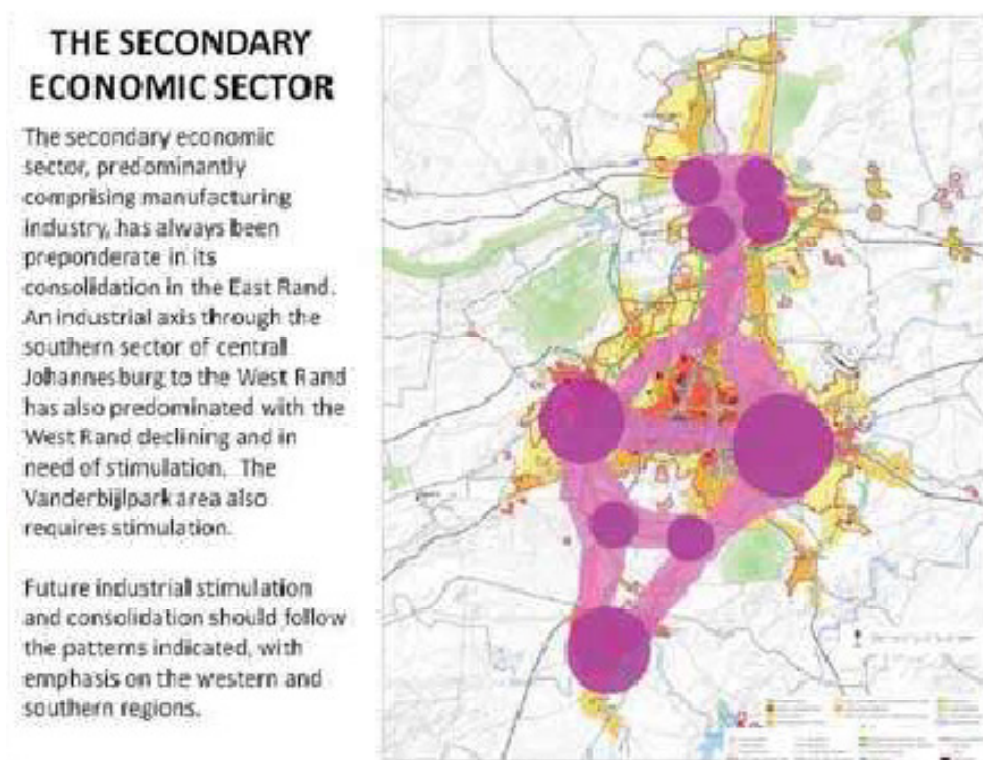 THE SECONDARY
ECONOMIC SECTOR
The secondary economic
sector, predominantly
comprising manufacturing
industry, has always been
preponderate in its
consolidation in the East Rand.
An industrial axis through the
southern sector of central
Johannesburg to the West Rand
has also predominated with the
West Rand declining and in
need of stimulation. The
Vanderbijlpark area also
requires stimulation.
Future industrial stimulation
and consolidation should follow
the patterns indicated, with
emphasis on the western and
southern regions.